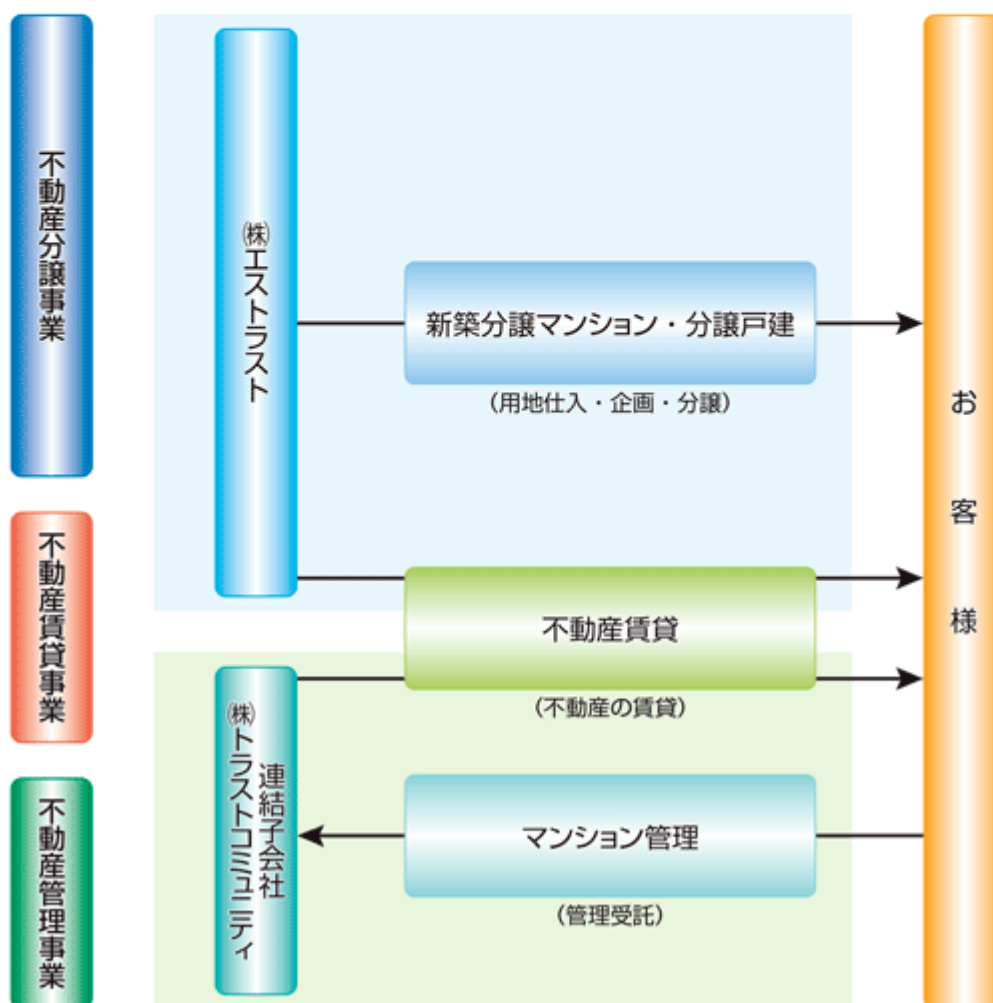 不動産分譲事業
㈱エストラスト
新築分譲マンション・分譲戸建
(用地仕入・企画・分譲)
お客様
不動産賃貸事業
不動産賃貸
(不動産の賃貸)
不動産管理事業
連結子会社
㈱トラストコミュニティ
マンション管理
(管理受託)